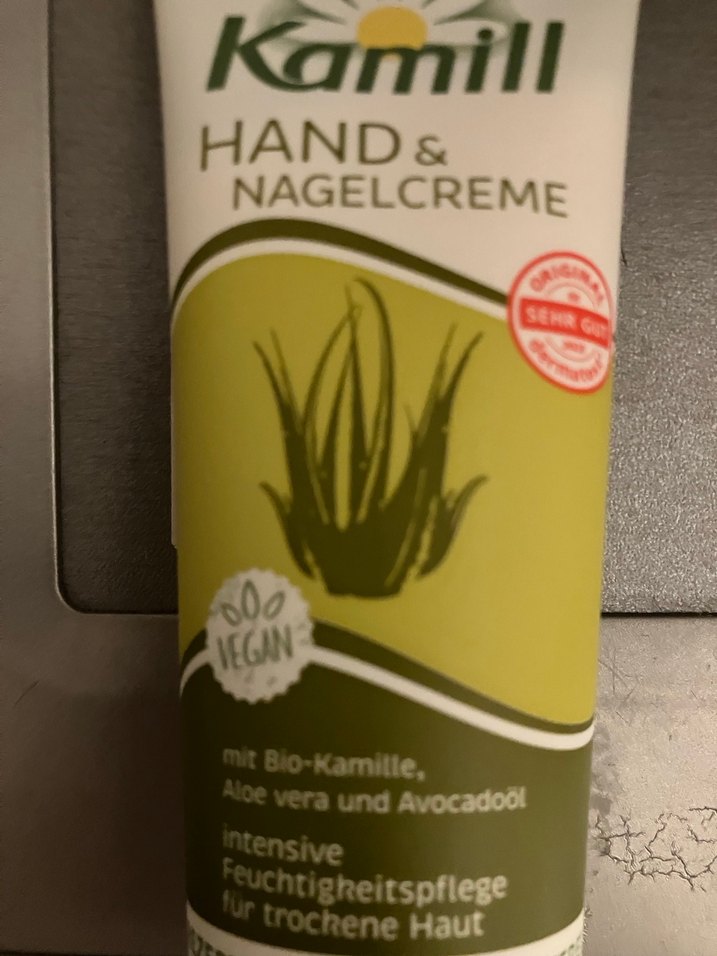 Kamill
HAND &
NAGELCREME
ORIGINAL
SEHR GUT
dermatest
VEGAN
mit Bio-Kamille,
Aloe vera und Avocadoöl
intensive
Feuchtigkeitspflege
für trockene Haut